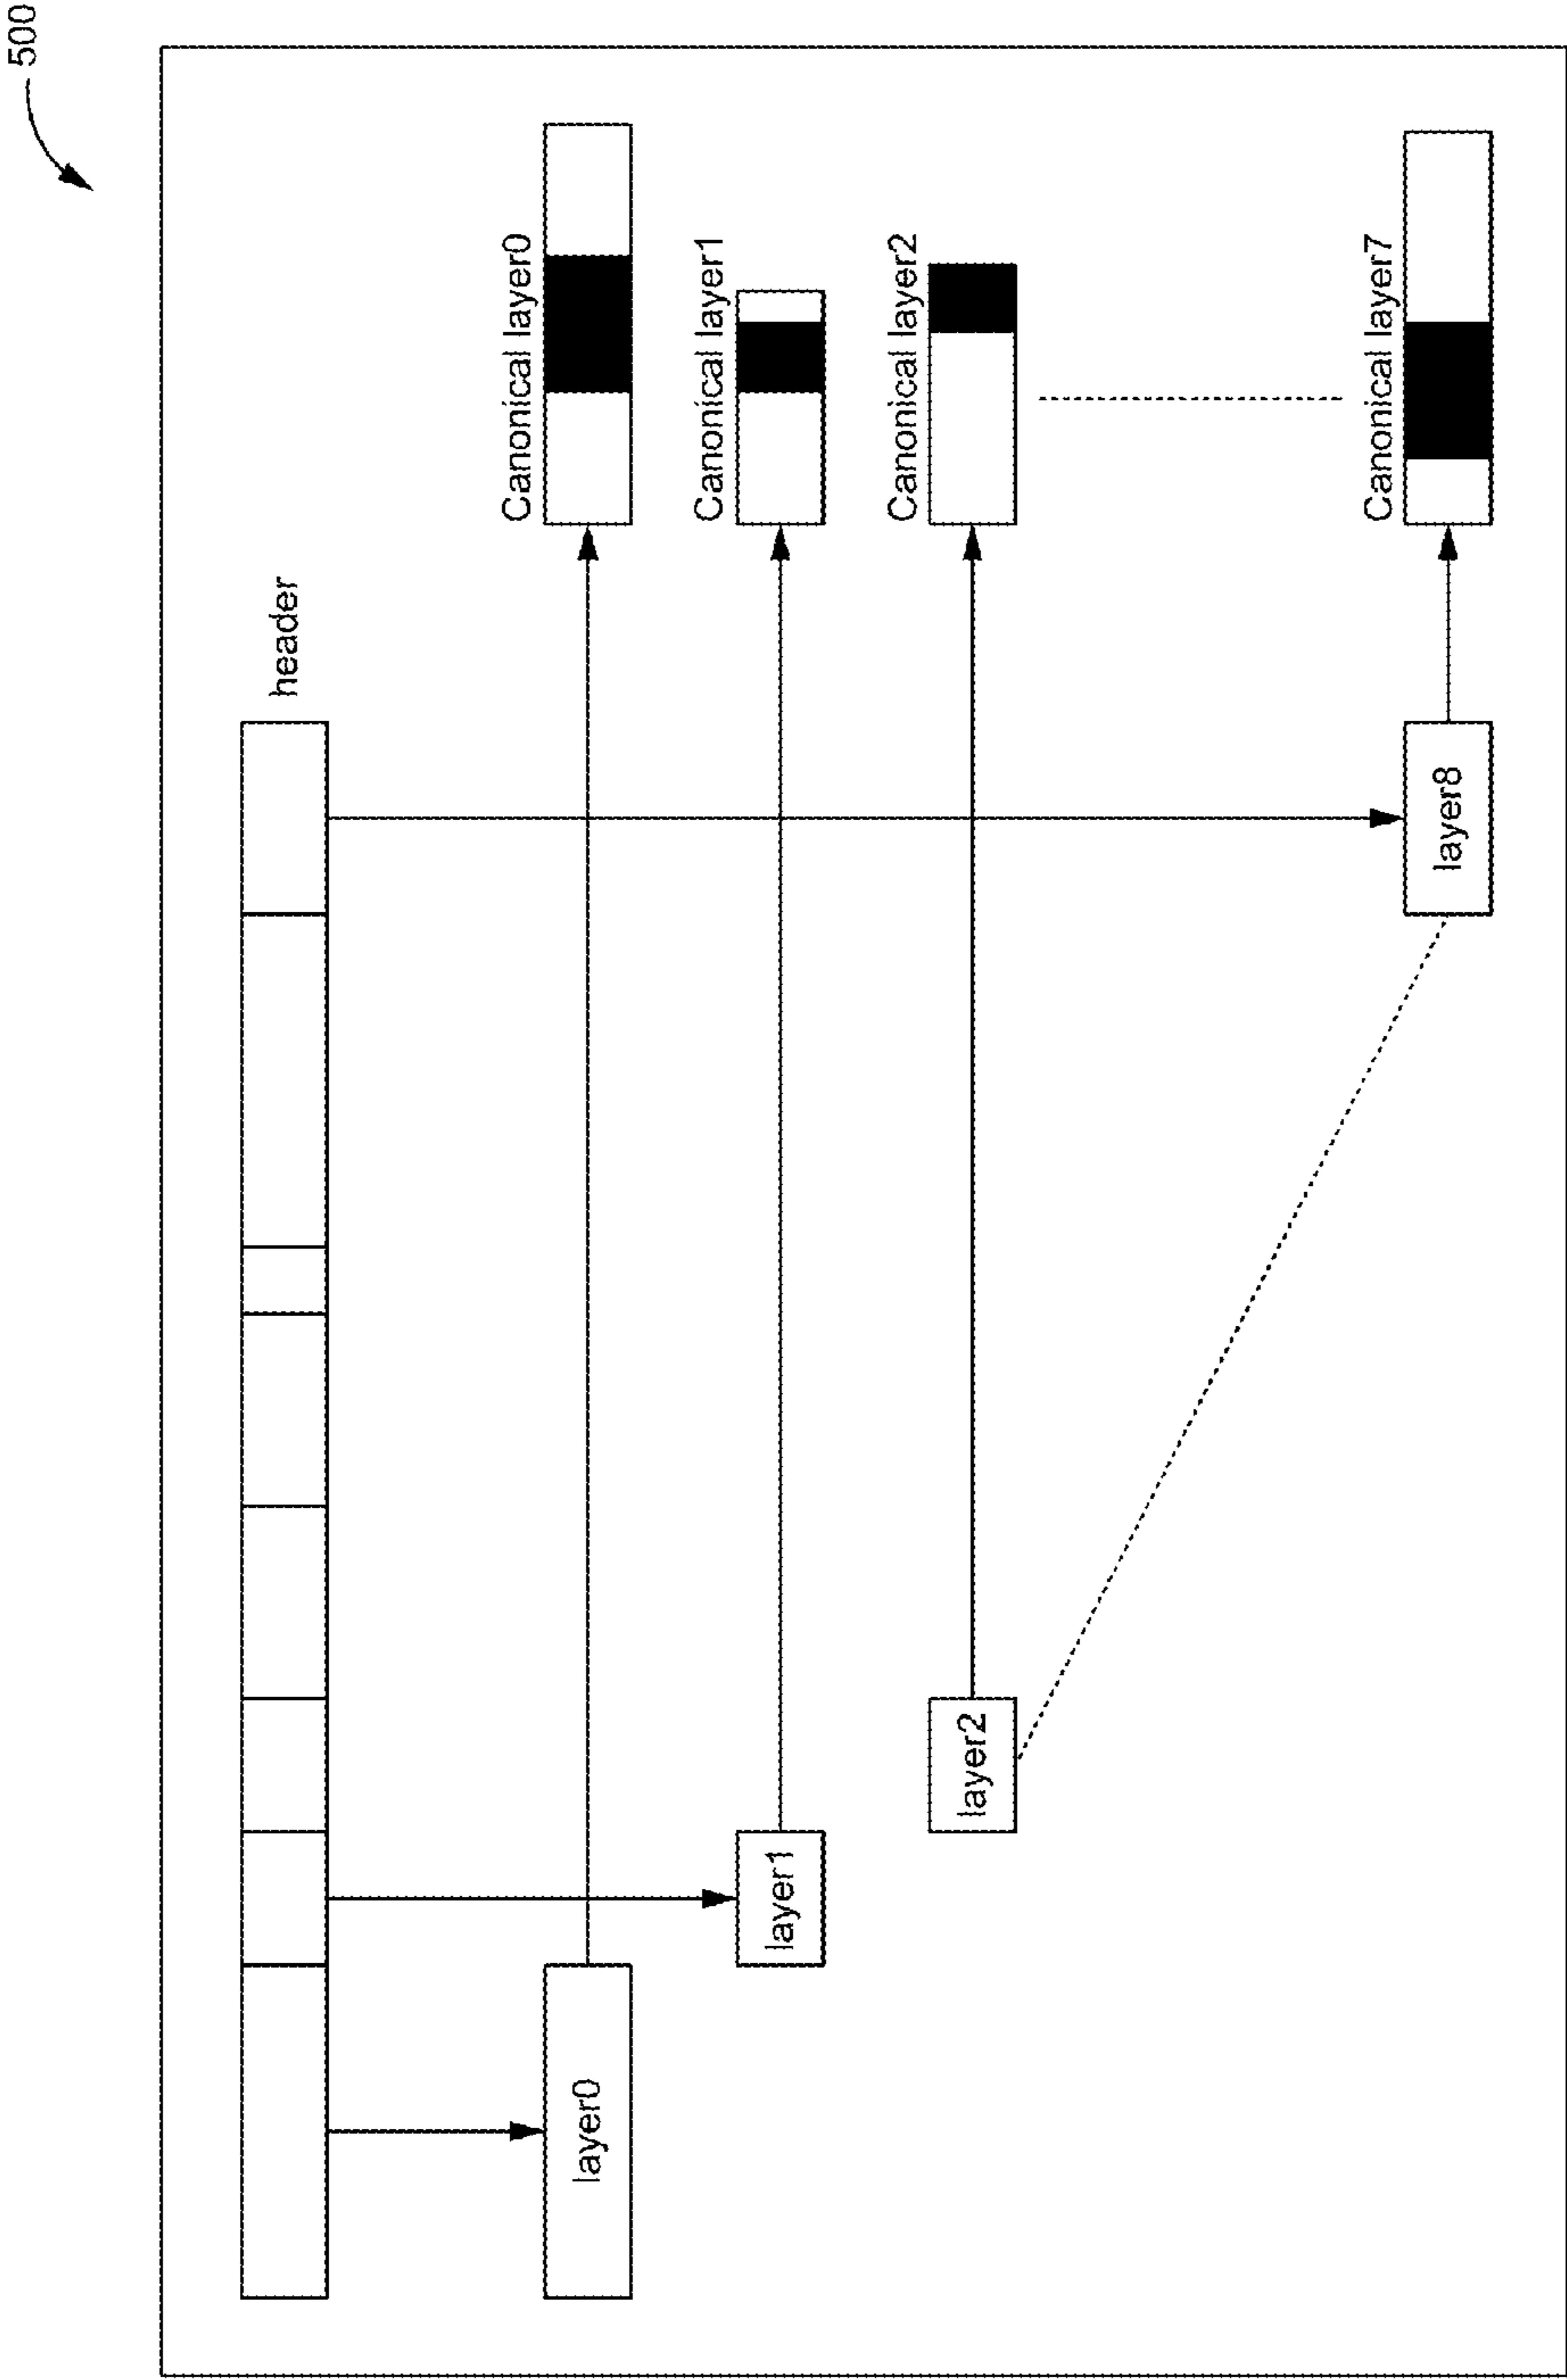 500
header
Canonical layer0
layer0
Canonical layer1
layer1
Canonical layer2
layer2
Canonical layer7
layer8